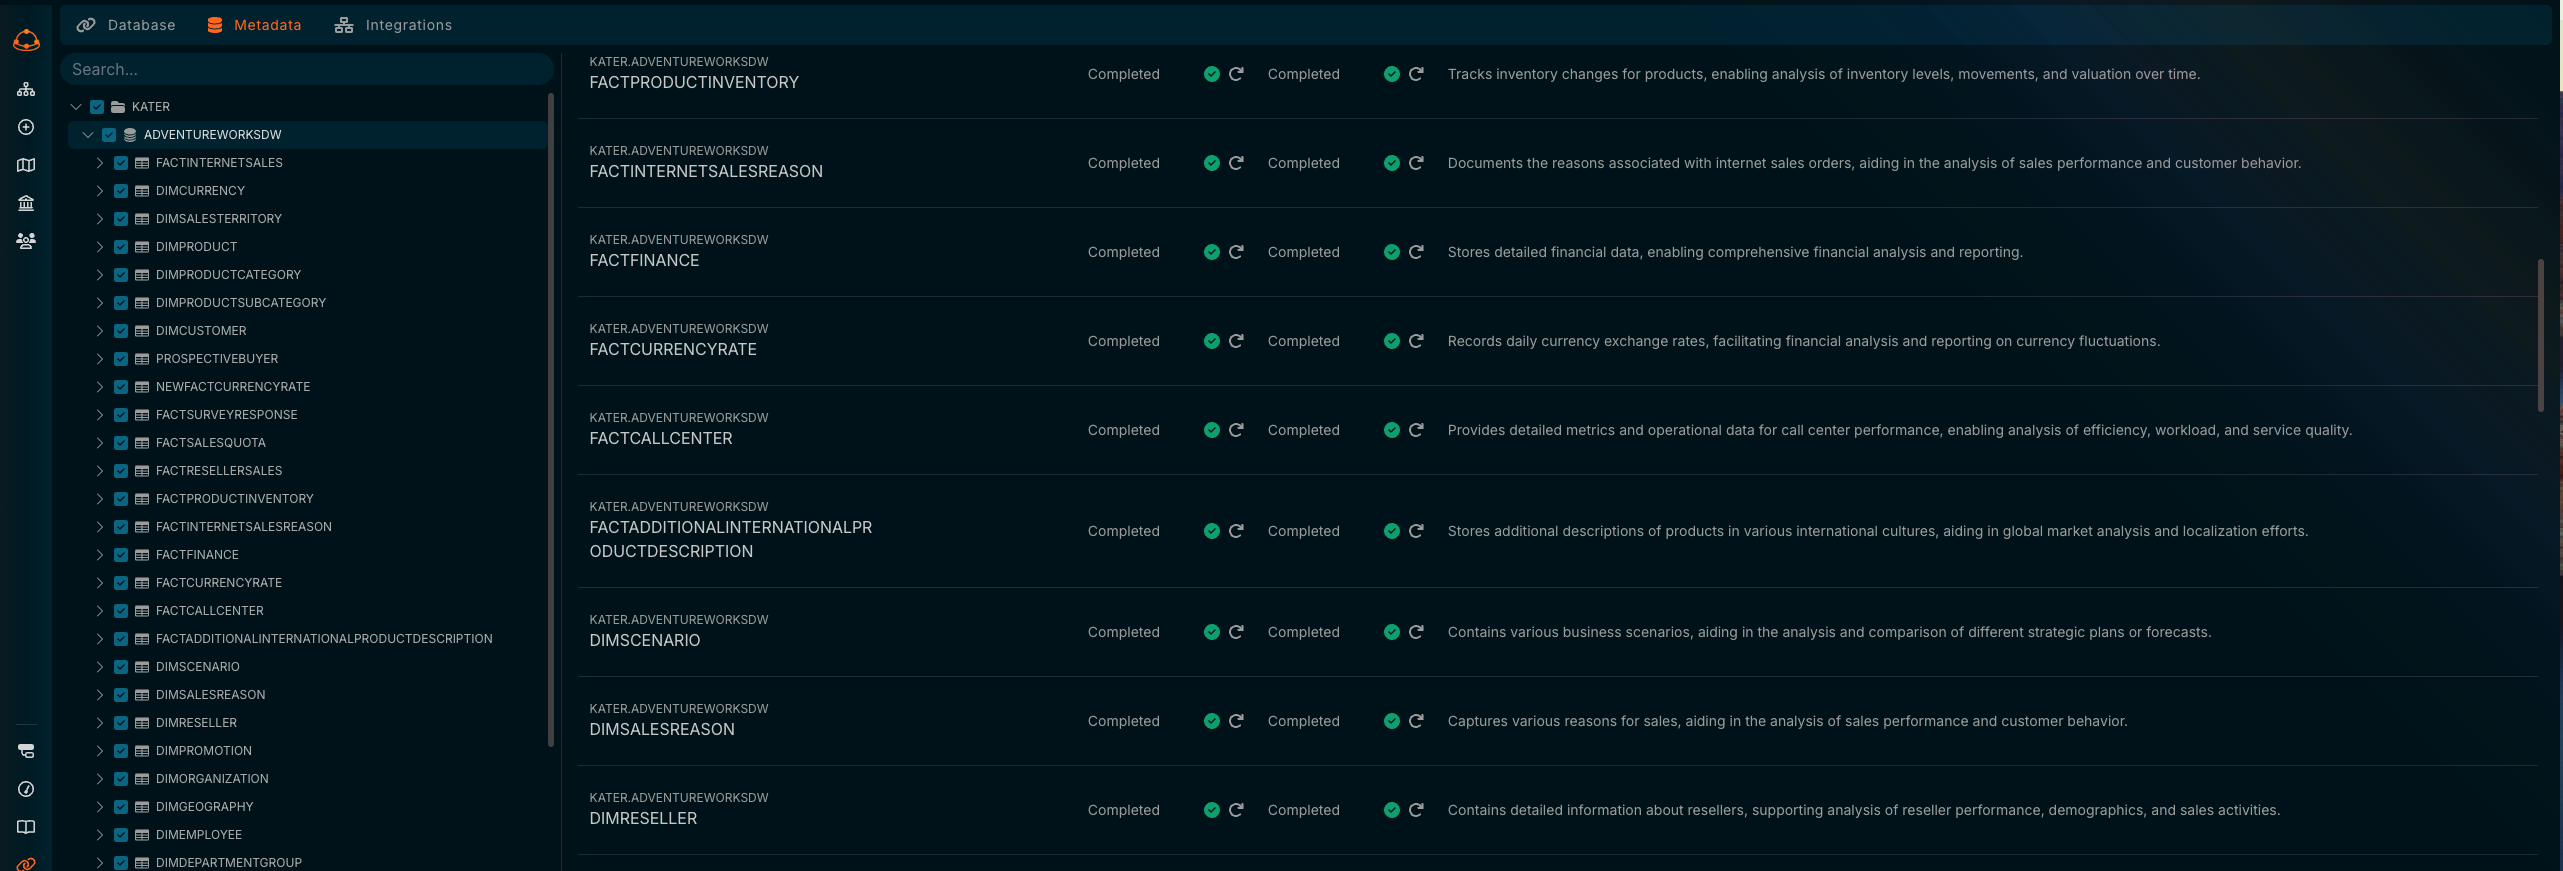 Database
Metadata
Integrations
Search...
KATER
ADVENTUREWORKSDW
FACTINTERNETSALES
DIMCURRENCY
DIMSALESTERRITORY
DIMPRODUCT
DIMPRODUCTCATEGORY
DIMPRODUCTSUBCATEGORY
DIMCUSTOMER
PROSPECTIVEBUYER
NEWFACTCURRENCYRATE
FACTSURVEYRESPONSE
FACTSALESQUOTA
FACTRESELLERSALES
FACTPRODUCTINVENTORY
FACTINTERNETSALESREASON
FACTFINANCE
FACTCURRENCYRATE
FACTCALLCENTER
FACTADDITIONALINTERNATIONALPRODUCTDESCRIPTION
DIMSCENARIO
DIMSALESREASON
DIMRESELLER
DIMPROMOTION
DIMORGANIZATION
DIMGEOGRAPHY
DIMEMPLOYEE
DIMDEPARTMENTGROUP
KATER.ADVENTUREWORKSDW
FACTPRODUCTINVENTORY
Completed
Completed
Tracks inventory changes for products, enabling analysis of inventory levels, movements, and valuation over time.
KATER.ADVENTUREWORKSDW
FACTINTERNETSALESREASON
Completed
Completed
Documents the reasons associated with internet sales orders, aiding in the analysis of sales performance and customer behavior.
KATER.ADVENTUREWORKSDW
FACTFINANCE
Completed
Completed
Stores detailed financial data, enabling comprehensive financial analysis and reporting.
KATER.ADVENTUREWORKSDW
FACTCURRENCYRATE
Completed
Completed
Records daily currency exchange rates, facilitating financial analysis and reporting on currency fluctuations.
KATER.ADVENTUREWORKSDW
FACTCALLCENTER
Completed
Completed
Provides detailed metrics and operational data for call center performance, enabling analysis of efficiency, workload, and service quality.
KATER.ADVENTUREWORKSDW
FACTADDITIONALINTERNATIONALPR
ODUCTDESCRIPTION
Completed
Completed
Stores additional descriptions of products in various international cultures, aiding in global market analysis and localization efforts.
KATER.ADVENTUREWORKSDW
DIMSCENARIO
Completed
Completed
Contains various business scenarios, aiding in the analysis and comparison of different strategic plans or forecasts.
KATER.ADVENTUREWORKSDW
DIMSALESREASON
Completed
Completed
Captures various reasons for sales, aiding in the analysis of sales performance and customer behavior.
KATER.ADVENTUREWORKSDW
DIMRESELLER
Completed
Completed
Contains detailed information about resellers, supporting analysis of reseller performance, demographics, and sales activities.